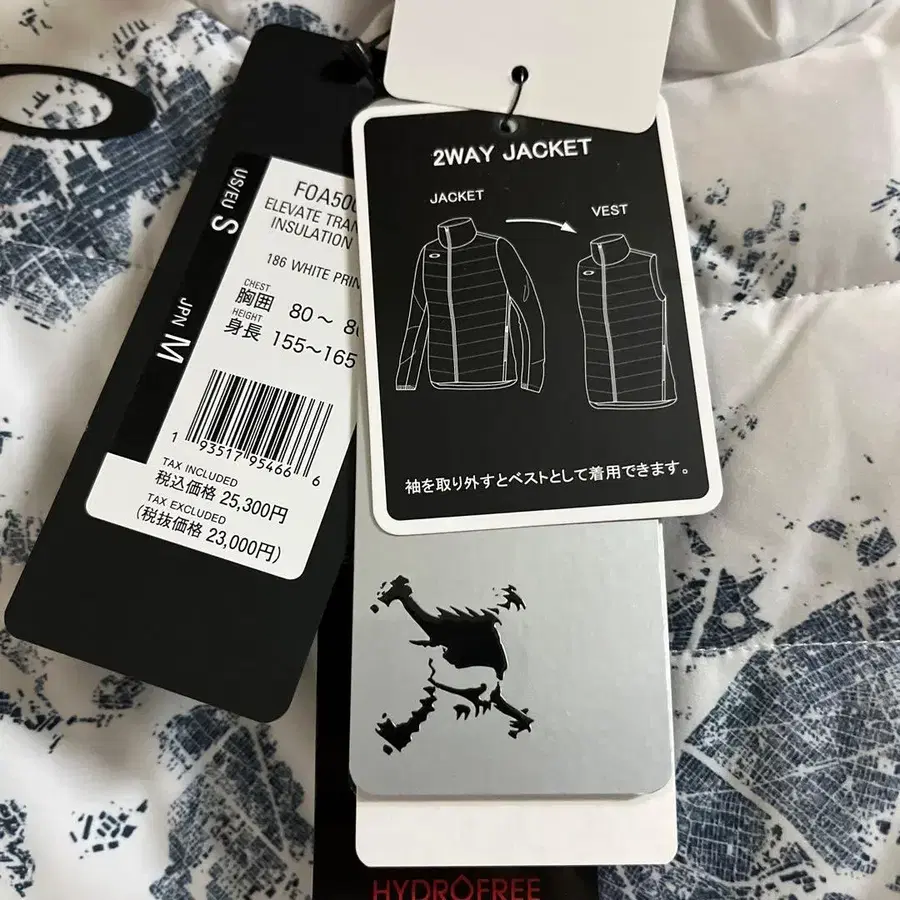 US/EU S
JPN M
FOA500
ELEVATE TRAN
INSULATION
186 WHITE PRIN
CHEST
胸囲 80～ 8
HEIGHT
身長 155～165
1 93517 95466 6
TAX INCLUDED
税込価格 25,300円
TAX EXCLUDED
(税抜価格 23,000円)
2WAY JACKET
JACKET
VEST
袖を取り外すとベストとして着用できます。
HYDROFREE